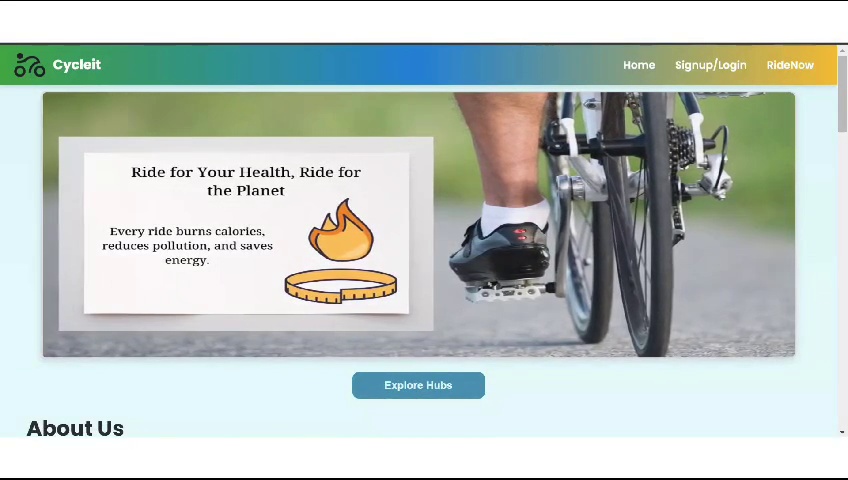 Cycleit
Home Signup/Login RideNow
Ride for Your Health, Ride for
the Planet
Every ride burns calories,
reduces pollution, and saves
energy.
Explore Hubs
About Us